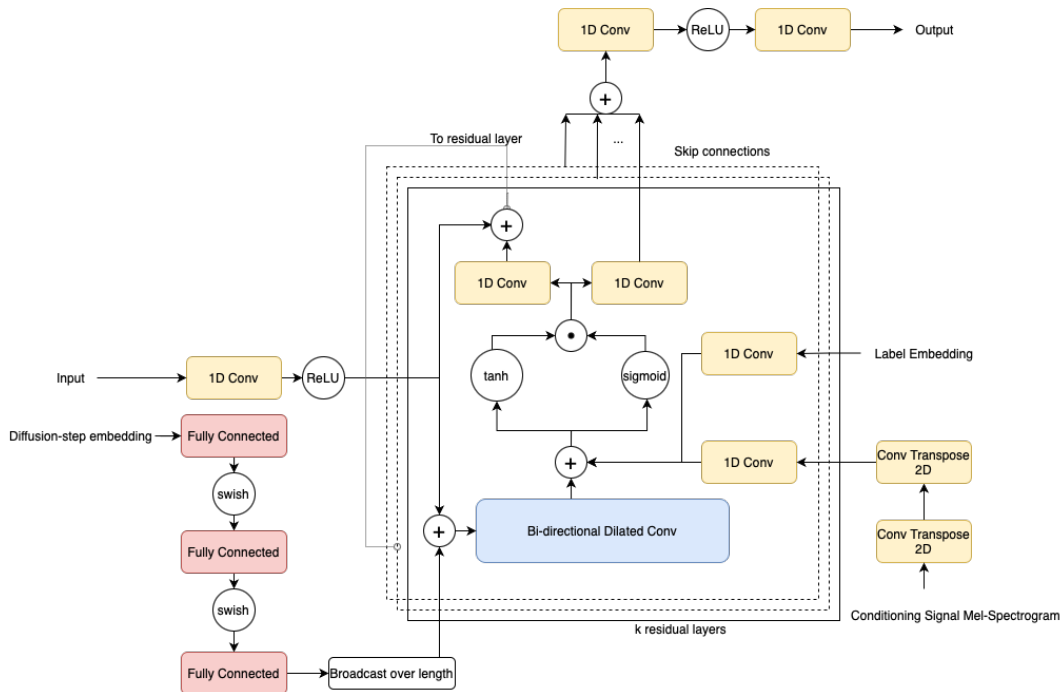 1D Conv
ReLU
1D Conv
Output
+
To residual layer
...
Skip connections
+
1D Conv
1D Conv
Input
1D Conv
ReLU
tanh
sigmoid
1D Conv
Label Embedding
Diffusion-step embedding
Fully Connected
swish
+
1D Conv
Conv Transpose
2D
Fully Connected
+
Bi-directional Dilated Conv
Conv Transpose
2D
swish
Conditioning Signal Mel-Spectrogram
k residual layers
Fully Connected
Broadcast over length